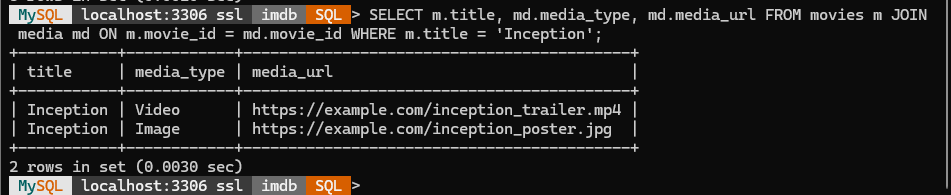 MySQL localhost:3306 ssl imdb SQL > SELECT m.title, md.media_type, md.media_url FROM movies m JOIN
media md ON m.movie_id = md.movie_id WHERE m.title = 'Inception';
+-----------+------------+------------------------------------------+
| title     | media_type | media_url                                |
+-----------+------------+------------------------------------------+
| Inception | Video      | https://example.com/inception_trailer.mp4 |
| Inception | Image      | https://example.com/inception_poster.jpg  |
+-----------+------------+------------------------------------------+
2 rows in set (0.0030 sec)
MySQL localhost:3306 ssl imdb SQL >